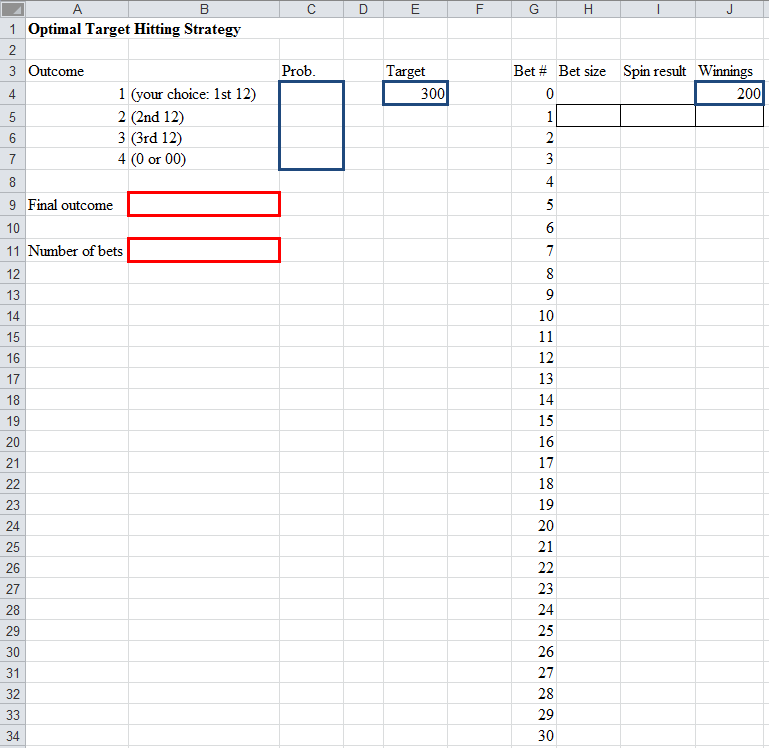 A B C D E F G H I J
1 Optimal Target Hitting Strategy
2
3 Outcome Prob. Target Bet # Bet size Spin result Winnings
4 1 (your choice: 1st 12) 300 0 200
5 2 (2nd 12) 1
6 3 (3rd 12) 2
7 4 (0 or 00) 3
8 4
9 Final outcome 5
10 6
11 Number of bets 7
12 8
13 9
14 10
15 11
16 12
17 13
18 14
19 15
20 16
21 17
22 18
23 19
24 20
25 21
26 22
27 23
28 24
29 25
30 26
31 27
32 28
33 29
34 30